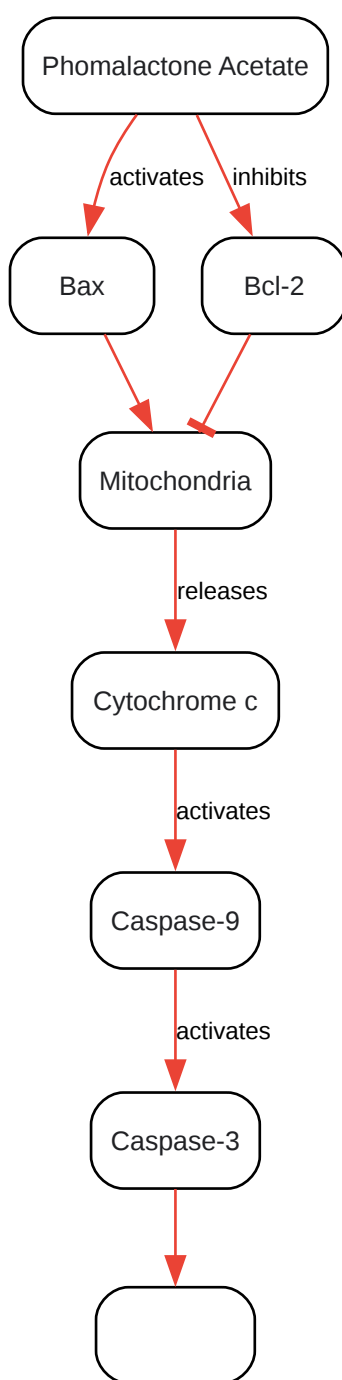 Phomalactone Acetate
activates
inhibits
Bax
Bcl-2
Mitochondria
releases
Cytochrome c
activates
Caspase-9
activates
Caspase-3